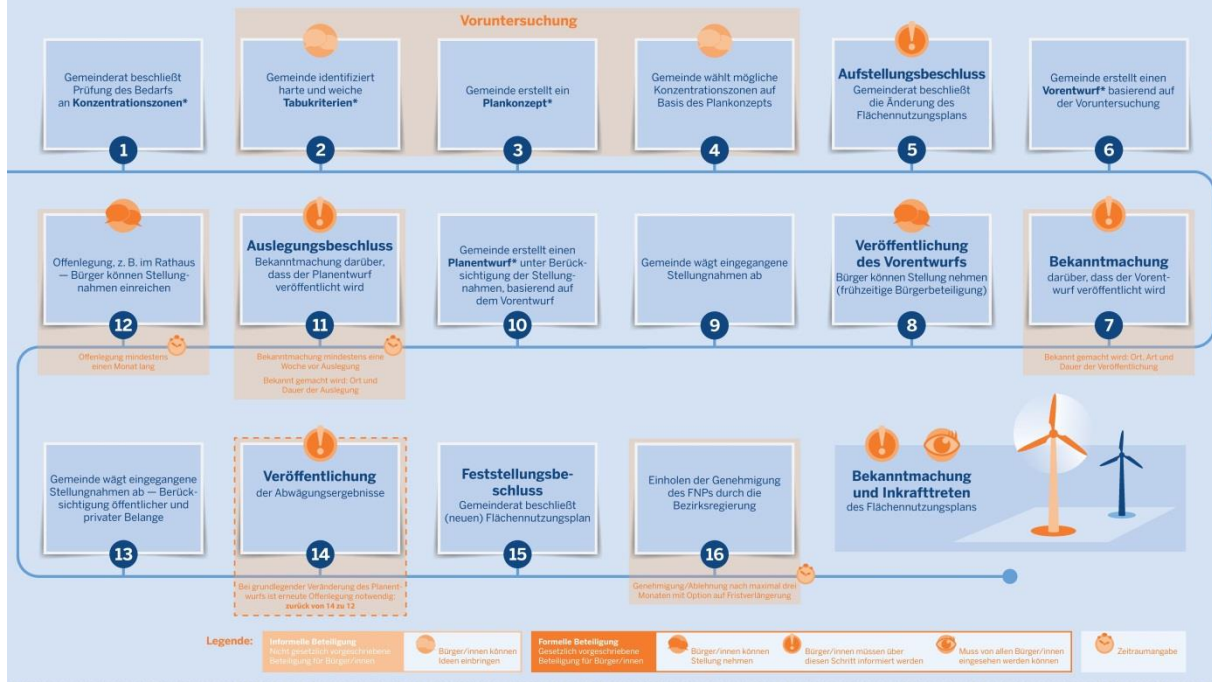 Voruntersuchung
Gemeinderat beschließt
Prüfung des Bedarfs
an Konzentrationszonen*
1
Gemeinde identifiziert
harte und weiche
Tabukriterien*
2
Gemeinde erstellt ein
Plankonzept*
3
Gemeinde wählt mögliche
Konzentrationszonen auf
Basis des Plankonzepts
4
Aufstellungsbeschluss
Gemeinderat beschließt
die Änderung des
Flächennutzungsplans
5
Gemeinde erstellt einen
Vorentwurf* basierend auf
der Voruntersuchung
6
Bekanntmachung
darüber, dass der Vorent-
wurf veröffentlicht wird
7
Bekannt gemacht wird: Ort, Art und
Dauer der Veröffentlichung
Veröffentlichung
des Vorentwurfs
Bürger können Stellung nehmen
(frühzeitige Bürgerbeteiligung)
8
Gemeinde wägt eingegangene
Stellungnahmen ab
9
Gemeinde erstellt einen
Planentwurf* unter Berück-
sichtigung der Stellung-
nahmen, basierend auf
dem Vorentwurf
10
Auslegungsbeschluss
Bekanntmachung darüber,
dass der Planentwurf
veröffentlicht wird
11
Bekanntmachung mindestens eine
Woche vor Auslegung
Bekannt gemacht wird: Ort und
Dauer der Auslegung
Offenlegung, z. B. im Rathaus
— Bürger können Stellung-
nahmen einreichen
12
Offenlegung mindestens
einen Monat lang
Gemeinde wägt eingegangene
Stellungnahmen ab — Berück-
sichtigung öffentlicher und
privater Belange
13
Veröffentlichung
der Abwägungsergebnisse
14
Bei grundlegender Veränderung des Planent-
wurfs ist erneute Offenlegung notwendig;
zurück von 14 zu 12
Feststellungsbe-
schluss
Gemeinderat beschließt
(neuen) Flächennutzungsplan
15
Einholen der Genehmigung
des FNPs durch die
Bezirksregierung
16
Genehmigung/Ablehnung nach maximal drei
Monaten mit Option auf Fristverlängerung
Bekanntmachung
und Inkrafttreten
des Flächennutzungsplans
Legende:
Informelle Beteiligung
Nicht gesetzlich vorgeschriebene
Beteiligung für Bürger/innen
Bürger/innen können
Ideen einbringen
Formelle Beteiligung
Gesetzlich vorgeschriebene
Beteiligung für Bürger/innen
Bürger/innen können
Stellung nehmen
Bürger/innen müssen über
diesen Schritt informiert werden
Muss von allen Bürger/innen
eingesehen werden können
Zeitraumangabe